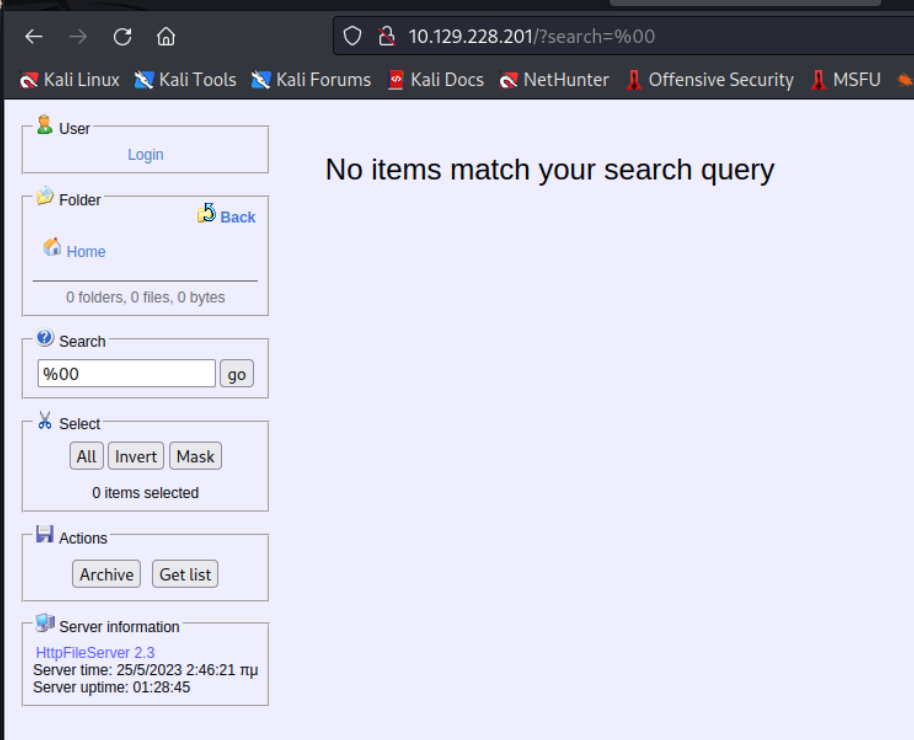 10.129.228.201/?search=%00
Kali Linux Kali Tools Kali Forums Kali Docs NetHunter Offensive Security MSFU
User
Login
Folder
Back
Home
0 folders, 0 files, 0 bytes
Search
%00 go
Select
All Invert Mask
0 items selected
Actions
Archive Get list
Server information
HttpFileServer 2.3
Server time: 25/5/2023 2:46:21 πμ
Server uptime: 01:28:45
No items match your search query